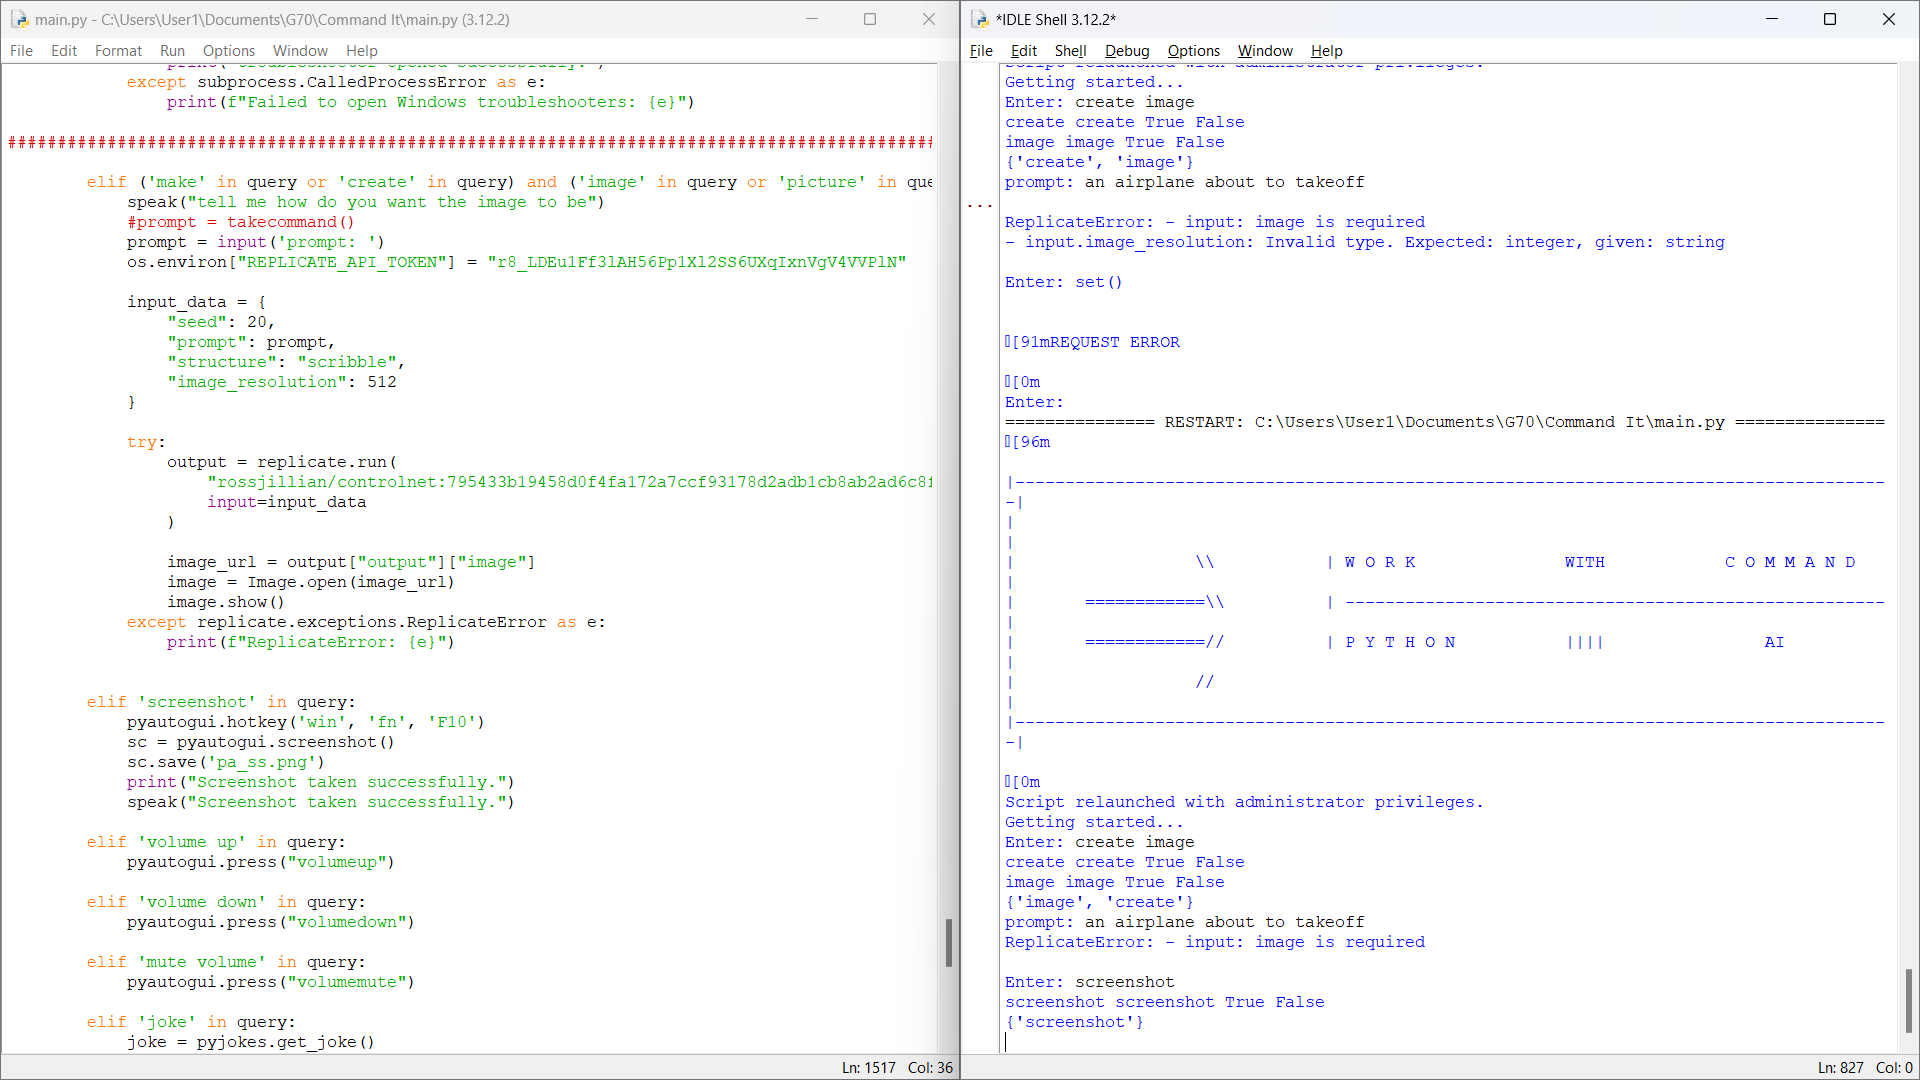 main.py - C:\Users\User1\Documents\G70\Command It\main.py (3.12.2)
File Edit Format Run Options Window Help
except subprocess.CalledProcessError as e:
print(f"Failed to open Windows troubleshooters: {e}")
#############################################################################################
elif ('make' in query or 'create' in query) and ('image' in query or 'picture' in que
speak("tell me how do you want the image to be")
#prompt = takecommand()
prompt = input('prompt: ')
os.environ["REPLICATE_API_TOKEN"] = "r8_LDEu1Ff3lAH56Pp1Xl2SS6UXqIxnVgV4VVPlN"
input_data = {
"seed": 20,
"prompt": prompt,
"structure": "scribble",
"image_resolution": 512
}
try:
output = replicate.run(
"rossjillian/controlnet:795433b19458d0f4fa172a7ccf93178d2adb1cb8ab2ad6c8f
input=input_data
)
image_url = output["output"]["image"]
image = Image.open(image_url)
image.show()
except replicate.exceptions.ReplicateError as e:
print(f"ReplicateError: {e}")
elif 'screenshot' in query:
pyautogui.hotkey('win', 'fn', 'F10')
sc = pyautogui.screenshot()
sc.save('pa_ss.png')
print("Screenshot taken successfully.")
speak("Screenshot taken successfully.")
elif 'volume up' in query:
pyautogui.press("volumeup")
elif 'volume down' in query:
pyautogui.press("volumedown")
elif 'mute volume' in query:
pyautogui.press("volumemute")
elif 'joke' in query:
joke = pyjokes.get_joke()
Ln: 1517 Col: 36
*IDLE Shell 3.12.2*
File Edit Shell Debug Options Window Help
Script relaunched with administrator privileges.
Getting started...
Enter: create image
create create True False
image image True False
{'create', 'image'}
prompt: an airplane about to takeoff
...
ReplicateError: - input: image is required
- input.image_resolution: Invalid type. Expected: integer, given: string
Enter: set()
[91mREQUEST ERROR
[0m
Enter:
=============== RESTART: C:\Users\User1\Documents\G70\Command It\main.py ===============
[96m
|---------------------------------------------------------------------------------------
-|
|
|
| \\ | W O R K WITH C O M M A N D
|
| ============\\ | ------------------------------------------------------
|
| ============// | P Y T H O N |||| AI
|
| //
|
|---------------------------------------------------------------------------------------
-|
[0m
Script relaunched with administrator privileges.
Getting started...
Enter: create image
create create True False
image image True False
{'image', 'create'}
prompt: an airplane about to takeoff
ReplicateError: - input: image is required
Enter: screenshot
screenshot screenshot True False
{'screenshot'}
Ln: 827 Col: 0